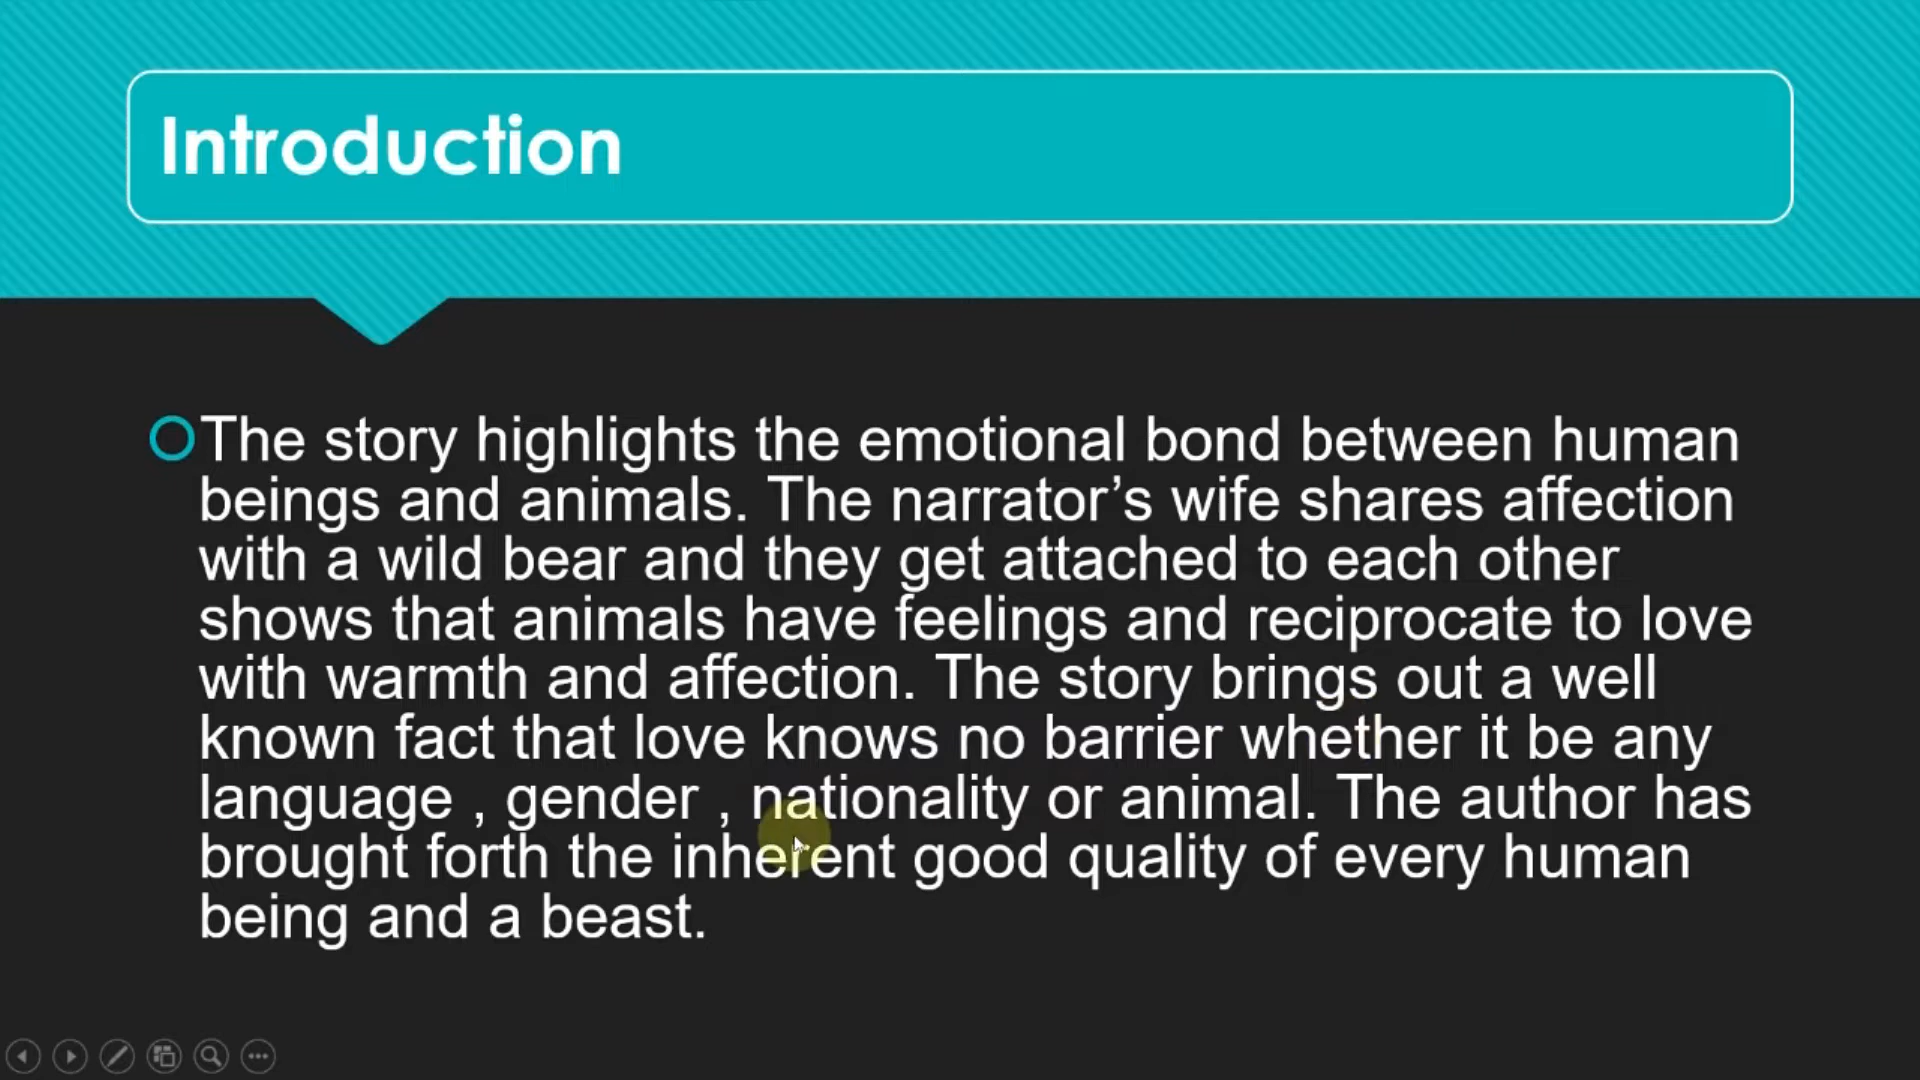 Introduction
The story highlights the emotional bond between human
beings and animals. The narrator’s wife shares affection
with a wild bear and they get attached to each other
shows that animals have feelings and reciprocate to love
with warmth and affection. The story brings out a well
known fact that love knows no barrier whether it be any
language , gender , nationality or animal. The author has
brought forth the inherent good quality of every human
being and a beast.